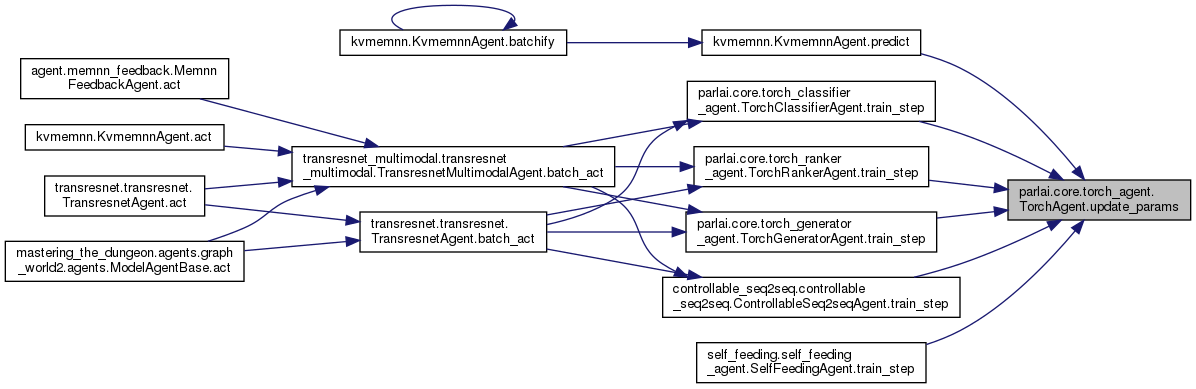 kvmemnn.KvmemnnAgent.batchify
kvmemnn.KvmemnnAgent.predict
agent.memnn_feedback.Memnn
FeedbackAgent.act
parlai.core.torch_classifier
_agent.TorchClassifierAgent.train_step
kvmemnn.KvmemnnAgent.act
transresnet_multimodal.transresnet
_multimodal.TransresnetMultimodalAgent.batch_act
parlai.core.torch_ranker
_agent.TorchRankerAgent.train_step
transresnet.transresnet.
TransresnetAgent.act
parlai.core.torch_agent.
TorchAgent.update_params
transresnet.transresnet.
TransresnetAgent.batch_act
parlai.core.torch_generator
_agent.TorchGeneratorAgent.train_step
mastering_the_dungeon.agents.graph
_world2.agents.ModelAgentBase.act
controllable_seq2seq.controllable
_seq2seq.ControllableSeq2seqAgent.train_step
self_feeding.self_feeding
_agent.SelfFeedingAgent.train_step